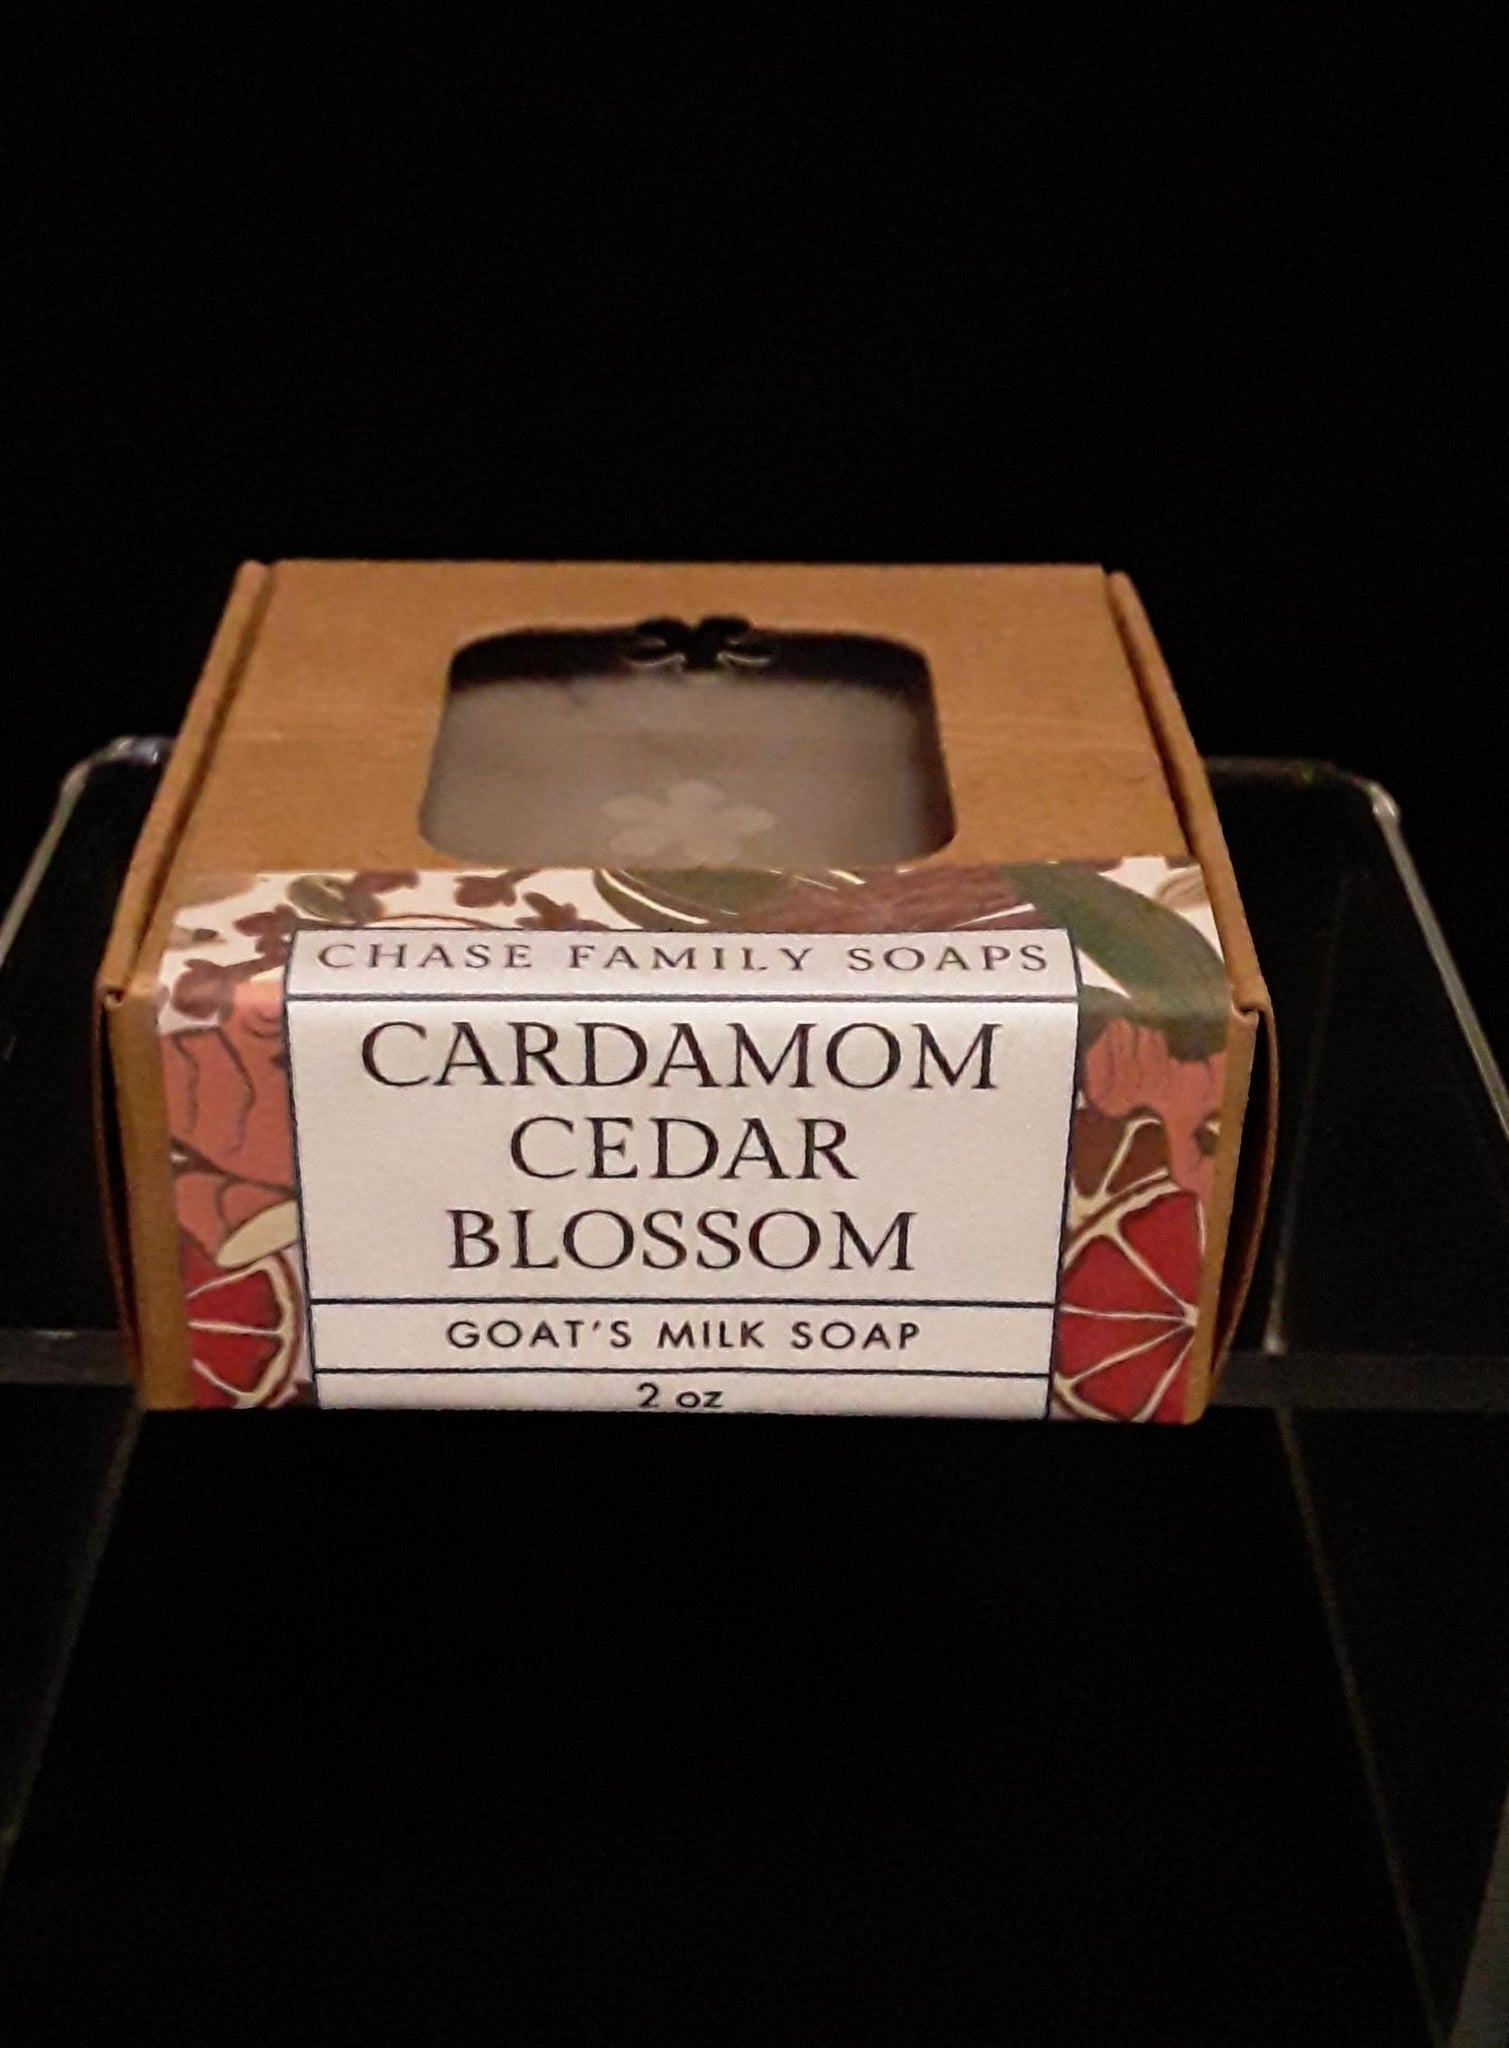 CHASE FAMILY SOAPS
CARDAMOM
CEDAR
BLOSSOM
GOAT'S MILK SOAP
2 oz